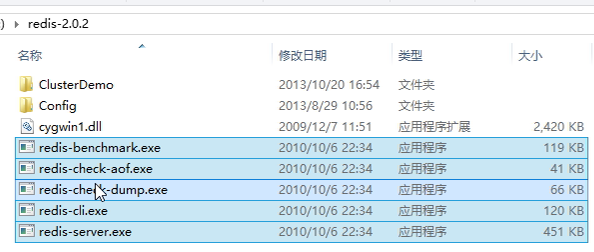 ) ▸ redis-2.0.2
名称 修改日期 类型 大小
ClusterDemo 2013/10/20 16:54 文件夹
Config 2013/8/29 10:56 文件夹
cygwin1.dll 2009/12/7 11:51 应用程序扩展 2,420 KB
redis-benchmark.exe 2010/10/6 22:34 应用程序 119 KB
redis-check-aof.exe 2010/10/6 22:34 应用程序 41 KB
redis-check-dump.exe 2010/10/6 22:34 应用程序 66 KB
redis-cli.exe 2010/10/6 22:34 应用程序 120 KB
redis-server.exe 2010/10/6 22:34 应用程序 451 KB